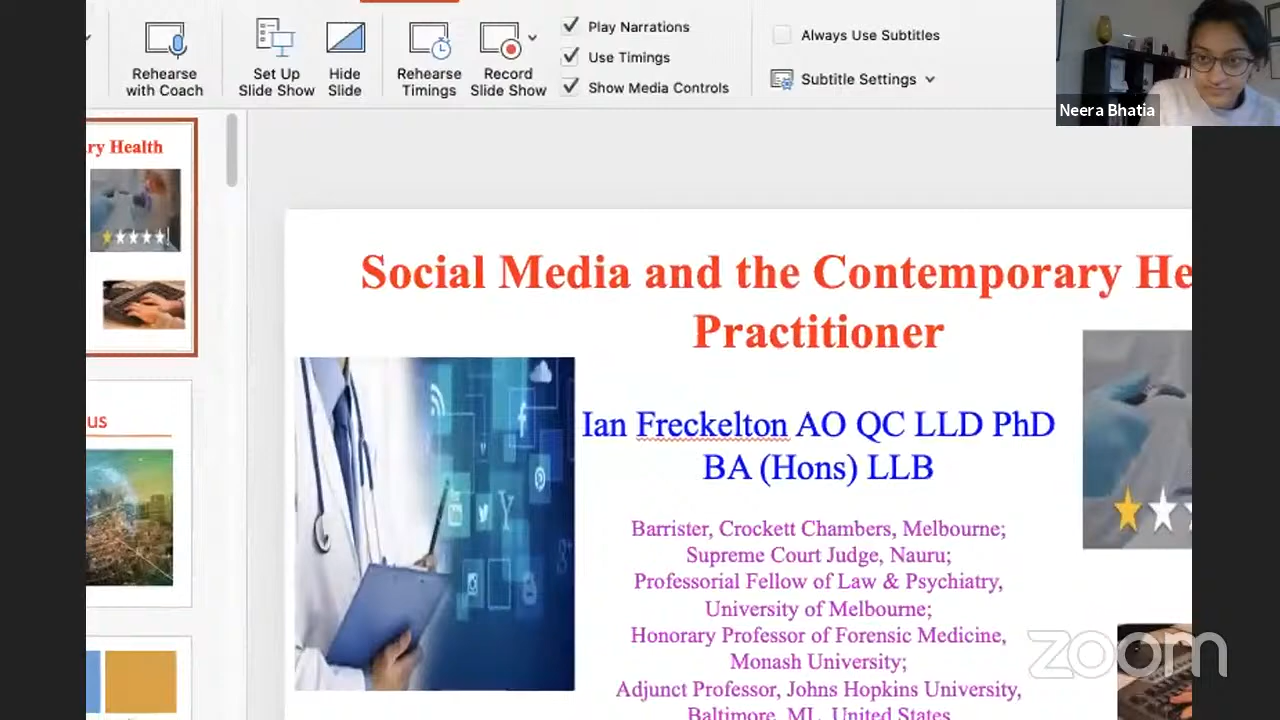 Rehearse
with Coach
Set Up
Slide Show
Hide
Slide
Rehearse
Timings
Record
Slide Show
Play Narrations
Use Timings
Show Media Controls
Always Use Subtitles
Subtitle Settings
Neera Bhatia
ry Health
us
Social Media and the Contemporary He
Practitioner
Ian Freckelton AO QC LLD PhD
BA (Hons) LLB
Barrister, Crockett Chambers, Melbourne;
Supreme Court Judge, Nauru;
Professorial Fellow of Law & Psychiatry,
University of Melbourne;
Honorary Professor of Forensic Medicine,
Monash University;
Adjunct Professor, Johns Hopkins University,
Baltimore, ML, United States
zoom